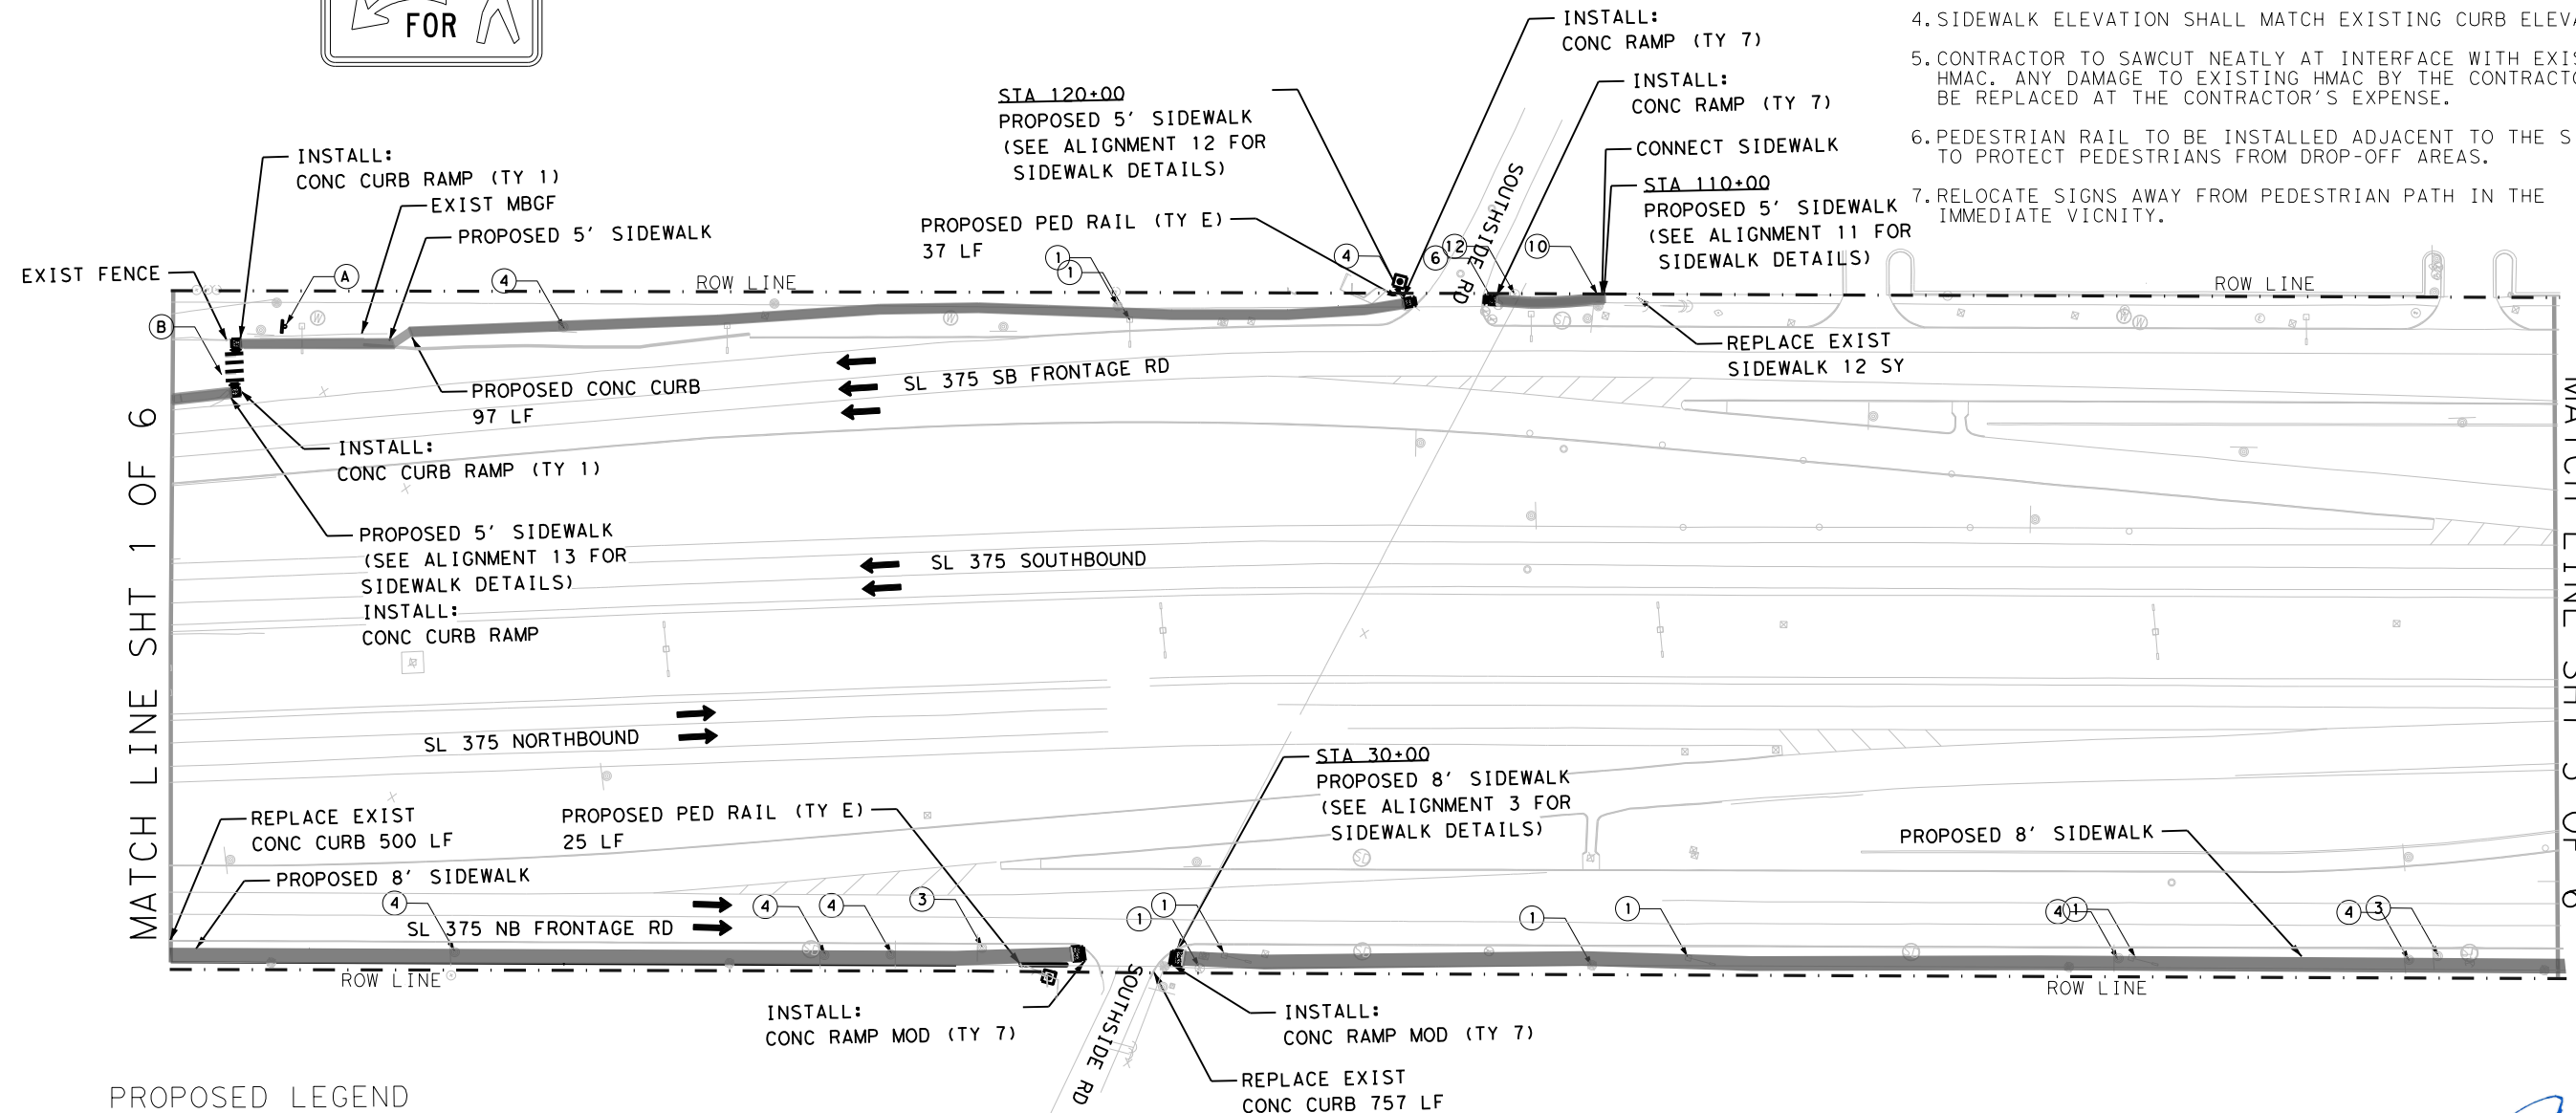 FOR
4. SIDEWALK ELEVATION SHALL MATCH EXISTING CURB
5. CONTRACTOR TO SAWCUT NEATLY AT INTERFACE WITH
HMAC. ANY DAMAGE TO EXISTING HMAC BY THE
BE REPLACED AT THE CONTRACTOR'S EXPENSE.
6. PEDESTRIAN RAIL TO BE INSTALLED ADJACENT TO THE
TO PROTECT PEDESTRIANS FROM DROP-OFF AREAS.
7. RELOCATE SIGNS AWAY FROM PEDESTRIAN PATH IN THE
IMMEDIATE VICNITY.
INSTALL:
CONC RAMP (TY 7)
INSTALL:
CONC RAMP (TY 7)
CONNECT SIDEWALK
STA 110+00
PROPOSED 5' SIDEWALK
(SEE ALIGNMENT 11 FOR
SIDEWALK DETAILS)
STA 120+00
PROPOSED 5' SIDEWALK
(SEE ALIGNMENT 12 FOR
SIDEWALK DETAILS)
PROPOSED PED RAIL (TY E)
37 LF
INSTALL:
CONC CURB RAMP (TY 1)
EXIST MBGF
PROPOSED 5' SIDEWALK
EXIST FENCE
A
4
ROW LINE
1
1
4
6
12
10
SOUTHSIDE RD
ROW LINE
B
REPLACE EXIST
SIDEWALK 12 SY
SL 375 SB FRONTAGE RD
PROPOSED CONC CURB
97 LF
INSTALL:
CONC CURB RAMP (TY 1)
PROPOSED 5' SIDEWALK
(SEE ALIGNMENT 13 FOR
SIDEWALK DETAILS)
INSTALL:
CONC CURB RAMP
SL 375 SOUTHBOUND
MATCH LINE SHT 1 OF 6
MATCH LINE SHT 3 OF 6
SL 375 NORTHBOUND
STA 30+00
PROPOSED 8' SIDEWALK
(SEE ALIGNMENT 3 FOR
SIDEWALK DETAILS)
REPLACE EXIST
CONC CURB 500 LF
PROPOSED PED RAIL (TY E)
25 LF
PROPOSED 8' SIDEWALK
PROPOSED 8' SIDEWALK
4
4
4
3
1
1
1
1
4
1
4
3
SL 375 NB FRONTAGE RD
ROW LINE
ROW LINE
SOUTHSIDE RD
INSTALL:
CONC RAMP MOD (TY 7)
INSTALL:
CONC RAMP MOD (TY 7)
REPLACE EXIST
CONC CURB 757 LF
PROPOSED LEGEND